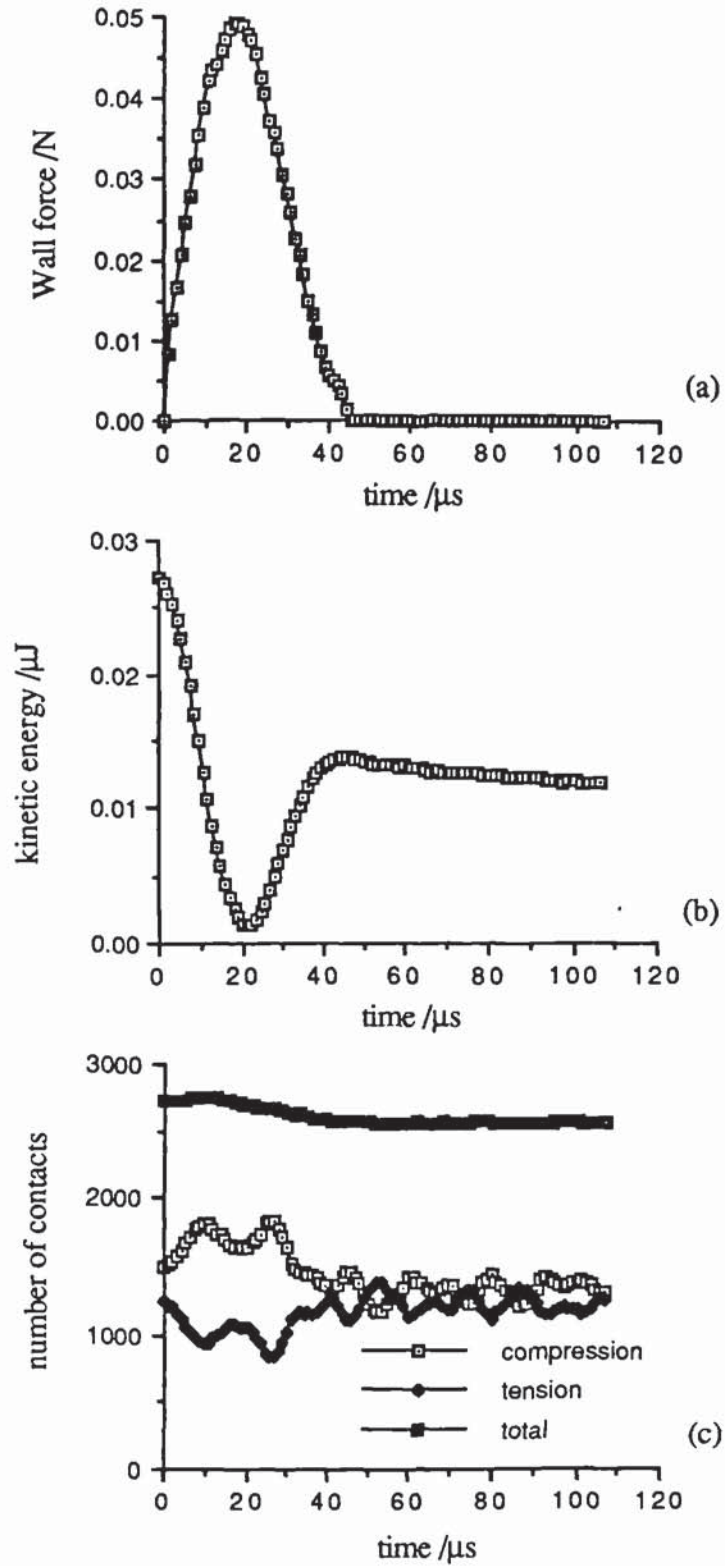 0.05
0.04
0.03
0.02
0.01
0.00
Wall force /N
0 20 40 60 80 100 120
time /μs
(a)
0.03
0.02
0.01
0.00
kinetic energy /μJ
0 20 40 60 80 100 120
time /μs
(b)
3000
2000
1000
0
number of contacts
compression
tension
total
0 20 40 60 80 100 120
time /μs
(c)